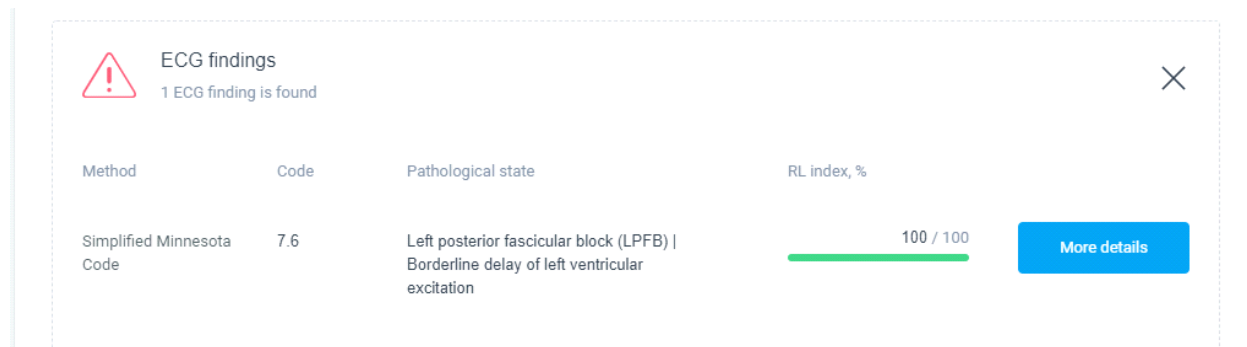 ECG findings
1 ECG finding is found
Method
Code
Pathological state
RL index, %
Simplified Minnesota
Code
7.6
Left posterior fascicular block (LPFB) |
Borderline delay of left ventricular
excitation
100 / 100
More details